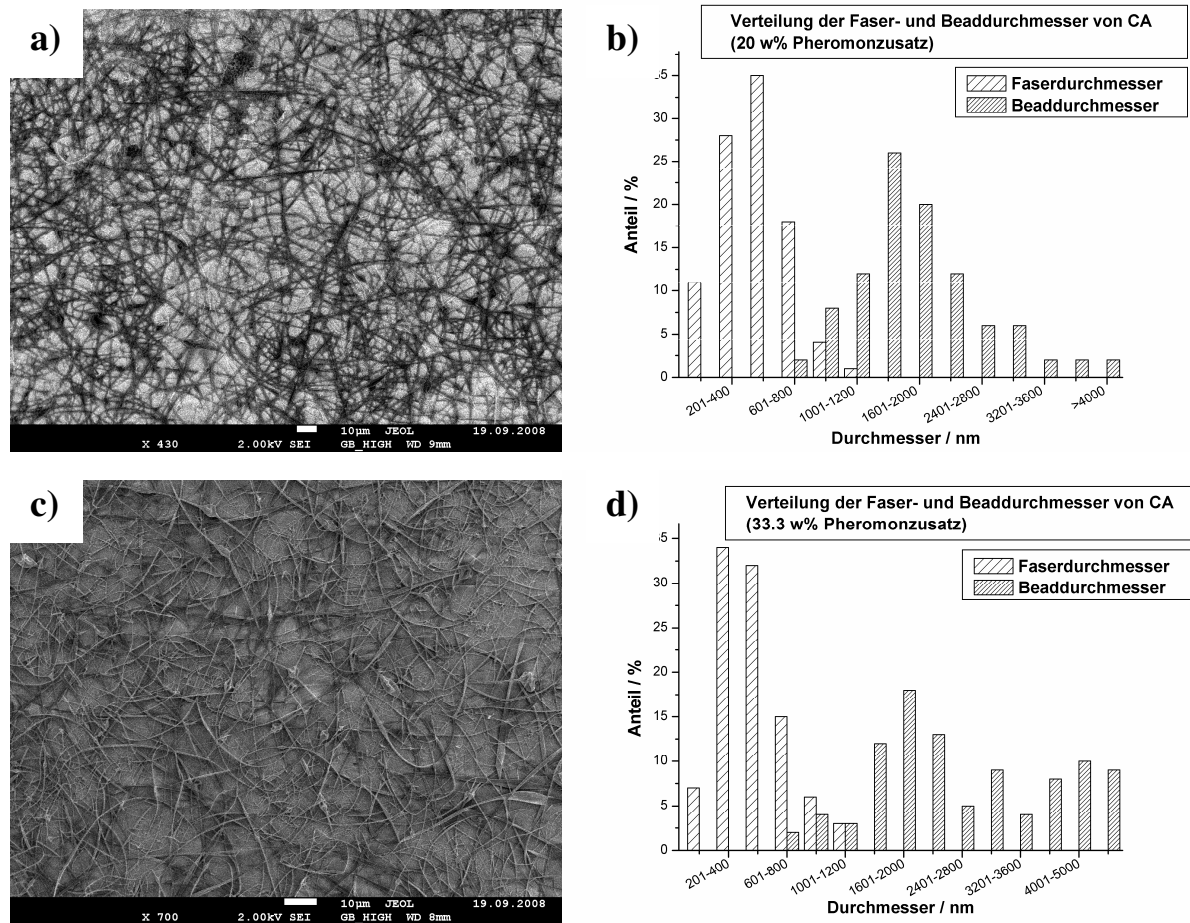 a)
X 430 2.00kV SEI 10µm JEOL GB_HIGH WD 9mm 19.09.2008
b)
Verteilung der Faser- und Beaddurchmesser von CA
(20 w% Pheromonzusatz)
Faserdurchmesser
Beaddurchmesser
Anteil / %
30
25
20
15
10
5
0
201-400 601-800 1001-1200 1601-2000 2401-2800 3201-3600 >4000
Durchmesser / nm
c)
X 700 2.00kV SEI 10µm JEOL GB_HIGH WD 8mm 19.09.2008
d)
Verteilung der Faser- und Beaddurchmesser von CA
(33.3 w% Pheromonzusatz)
Faserdurchmesser
Beaddurchmesser
Anteil / %
30
25
20
15
10
5
0
201-400 601-800 1001-1200 1601-2000 2401-2800 3201-3600 4001-5000
Durchmesser / nm